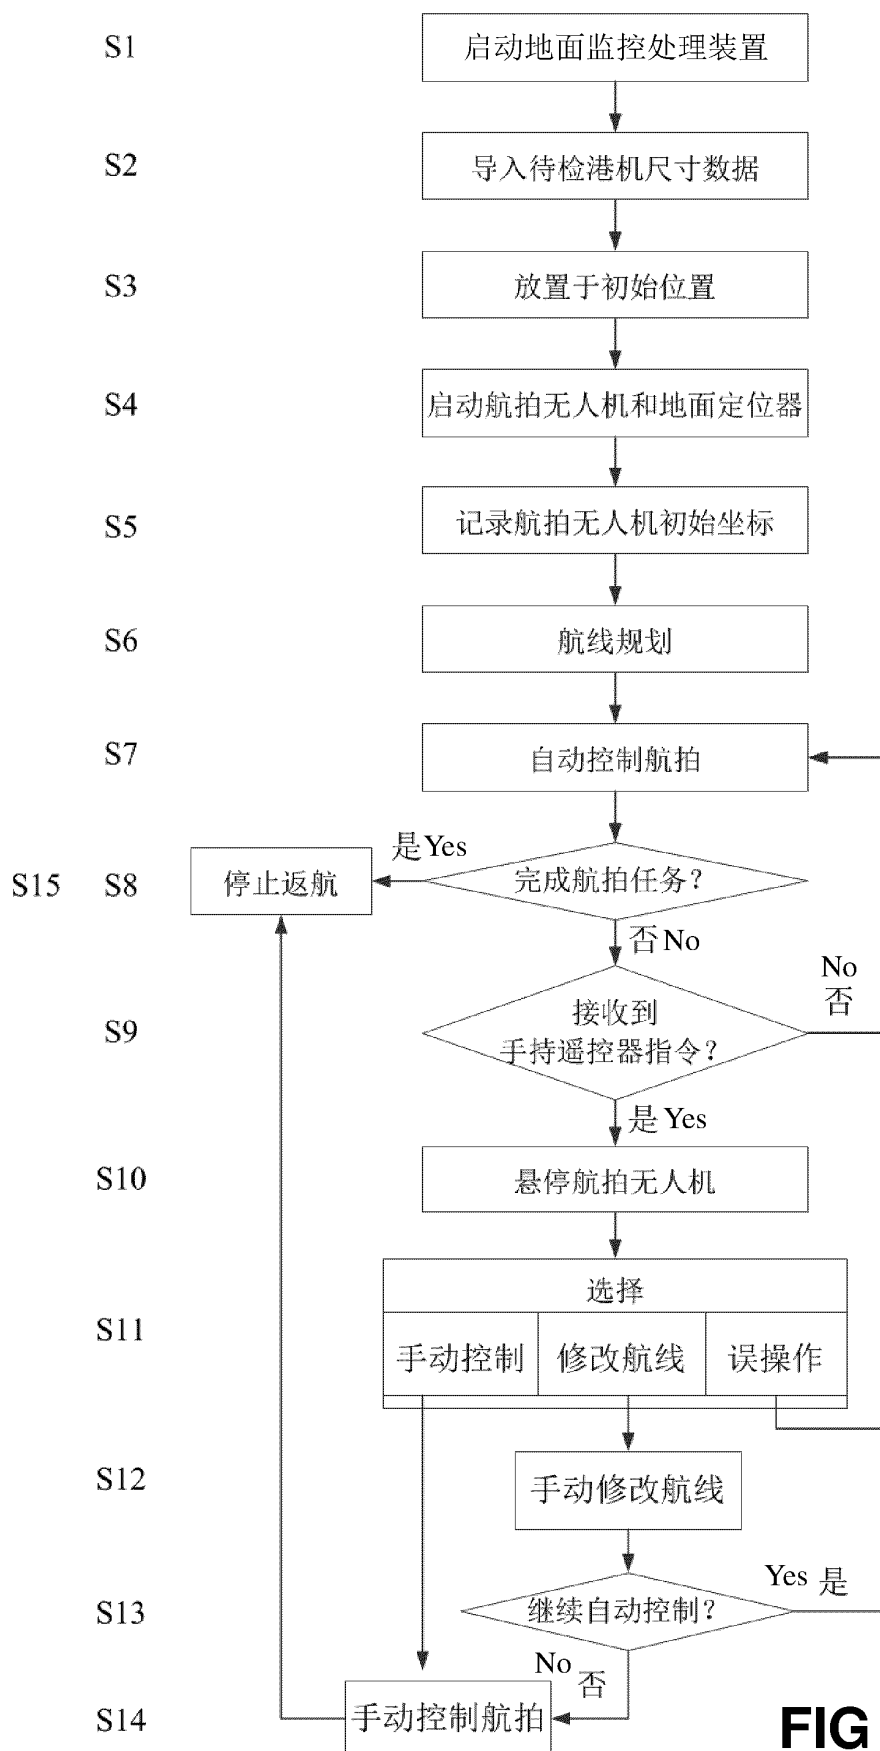 S1 启动地面监控处理装置
S2 导入待检港机尺寸数据
S3 放置于初始位置
S4 启动航拍无人机和地面定位器
S5 记录航拍无人机初始坐标
S6 航线规划
S7 自动控制航拍
是Yes
S15 S8 停止返航 完成航拍任务？
否No
No
否
S9 接收到
手持遥控器指令？
是Yes
S10 悬停航拍无人机
选择
S11 手动控制 修改航线 误操作
S12 手动修改航线
Yes 是
S13 继续自动控制？
No 否
S14 手动控制航拍
FIG